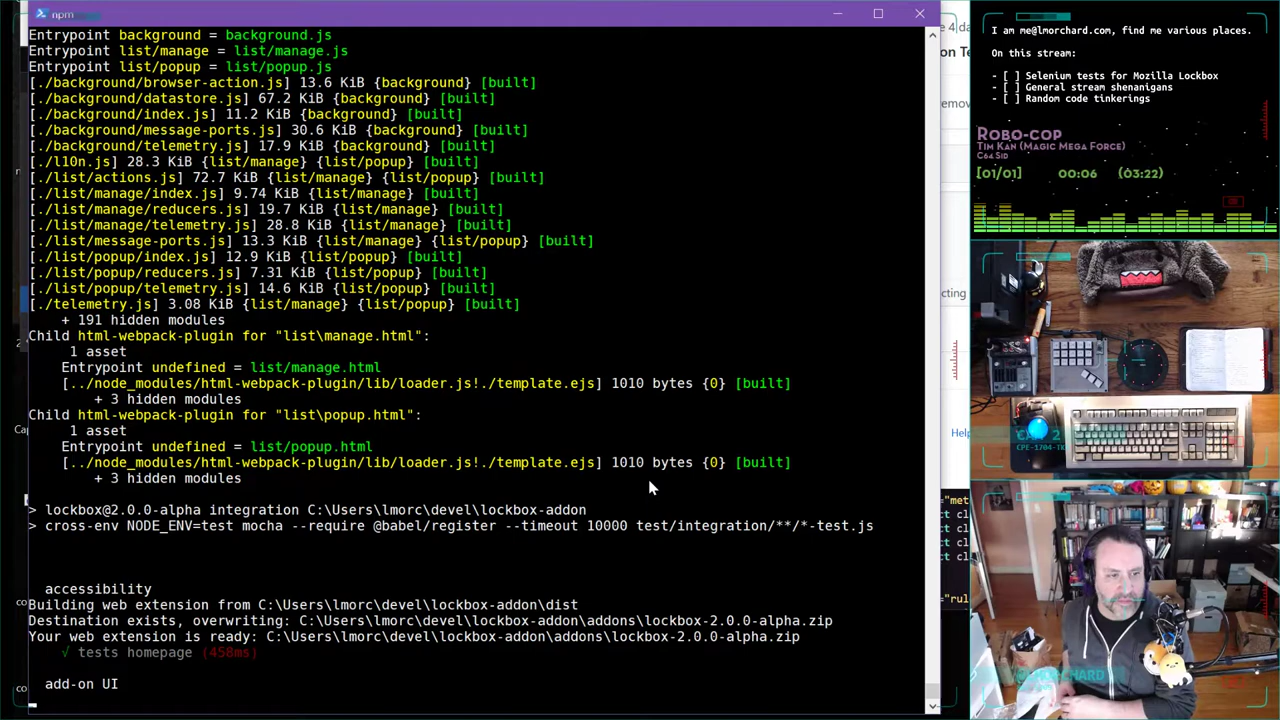 npm
Entrypoint background = background.js
Entrypoint list/manage = list/manage.js
Entrypoint list/popup = list/popup.js
[./background/browser-action.js] 13.6 KiB {background} [built]
[./background/datastore.js] 67.2 KiB {background} [built]
[./background/index.js] 11.2 KiB {background} [built]
[./background/message-ports.js] 30.6 KiB {background} [built]
[./background/telemetry.js] 17.9 KiB {background} [built]
[./l10n.js] 28.3 KiB {list/manage} {list/popup} [built]
[./list/actions.js] 72.7 KiB {list/manage} {list/popup} [built]
[./list/manage/index.js] 9.74 KiB {list/manage} [built]
[./list/manage/reducers.js] 19.7 KiB {list/manage} [built]
[./list/manage/telemetry.js] 28.8 KiB {list/manage} [built]
[./list/message-ports.js] 13.3 KiB {list/manage} {list/popup} [built]
[./list/popup/index.js] 12.9 KiB {list/popup} [built]
[./list/popup/reducers.js] 7.31 KiB {list/popup} [built]
[./list/popup/telemetry.js] 14.6 KiB {list/popup} [built]
[./telemetry.js] 3.08 KiB {list/manage} {list/popup} [built]
+ 191 hidden modules
Child html-webpack-plugin for "list\manage.html":
1 asset
Entrypoint undefined = list/manage.html
[../node_modules/html-webpack-plugin/lib/loader.js!./template.ejs] 1010 bytes {0} [built]
+ 3 hidden modules
Child html-webpack-plugin for "list\popup.html":
1 asset
Entrypoint undefined = list/popup.html
[../node_modules/html-webpack-plugin/lib/loader.js!./template.ejs] 1010 bytes {0} [built]
+ 3 hidden modules
> lockbox@2.0.0-alpha integration C:\Users\lmorc\devel\lockbox-addon
> cross-env NODE_ENV=test mocha --require @babel/register --timeout 10000 test/integration/**/*-test.js
accessibility
Building web extension from C:\Users\lmorc\devel\lockbox-addon\dist
Destination exists, overwriting: C:\Users\lmorc\devel\lockbox-addon\addons\lockbox-2.0.0-alpha.zip
Your web extension is ready: C:\Users\lmorc\devel\lockbox-addon\addons\lockbox-2.0.0-alpha.zip
√ tests homepage (458ms)
add-on UI
Help
I am me@lmorchard.com, find me various places.
On this stream:
- [ ] Selenium tests for Mozilla Lockbox
- [ ] General stream shenanigans
- [ ] Random code tinkerings
Robo-cop
Tim Kan (Magic Mega Force)
C64 Sid
[01/01] 00:06 (03:22)
CAM 2
CPE-1704-TK
@LMORCHARD